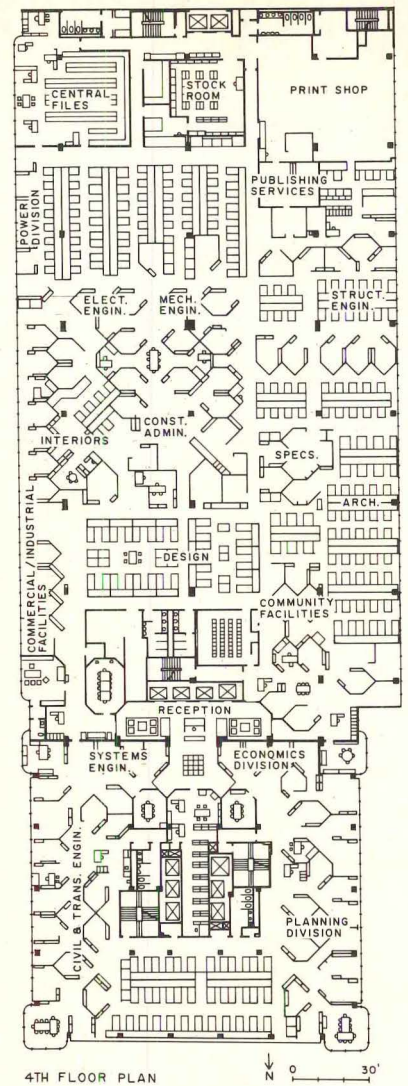 CENTRAL
FILES
STOCK
ROOM
PRINT SHOP
PUBLISHING
SERVICES
POWER
DIVISION
ELECT.
ENGIN.
MECH.
ENGIN.
STRUCT.
ENGIN.
INTERIORS
CONST.
ADMIN.
SPECS.
ARCH.
COMMERCIAL/INDUSTRIAL
FACILITIES
DESIGN
COMMUNITY
FACILITIES
RECEPTION
SYSTEMS
ENGIN.
ECONOMICS
DIVISION
CIVIL & TRANS. ENGIN.
PLANNING
DIVISION
4TH FLOOR PLAN
N
0 30'